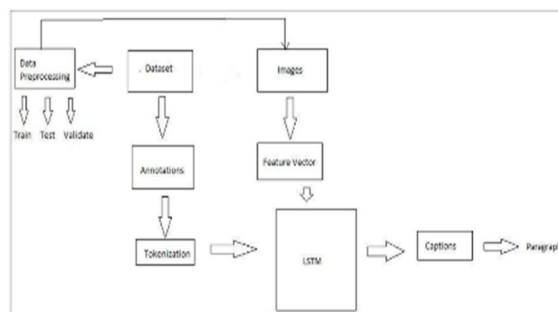 Data
Preprocessing
Dataset
Images
Train Test Validate
Annotations
Feature Vector
Tokenization
LSTM
Captions
Paragraph